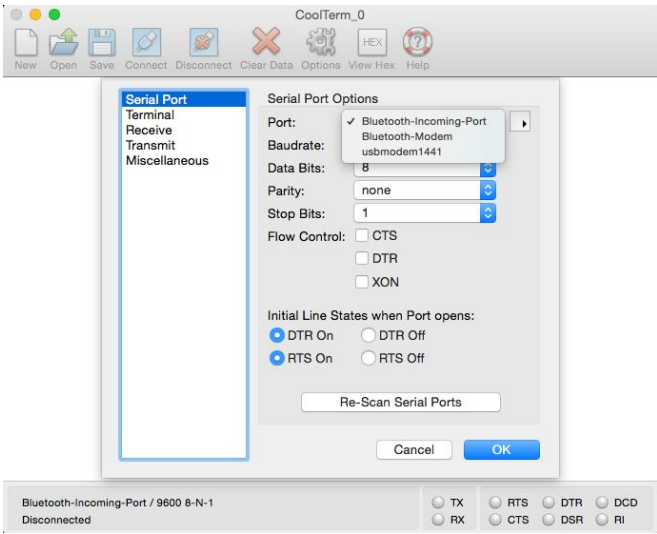 CoolTerm_0
New Open Save Connect Disconnect Clear Data Options View Hex Help
HEX
?
Serial Port
Terminal
Receive
Transmit
Miscellaneous
Serial Port Options
Port: ✓ Bluetooth-Incoming-Port
Bluetooth-Modem
usbmodem1441
Baudrate:
Data Bits: 8
Parity: none
Stop Bits: 1
Flow Control: CTS
DTR
XON
Initial Line States when Port opens:
DTR On DTR Off
RTS On RTS Off
Re-Scan Serial Ports
Cancel OK
Bluetooth-Incoming-Port / 9600 8-N-1
Disconnected
TX RTS DTR DCD
RX CTS DSR RI